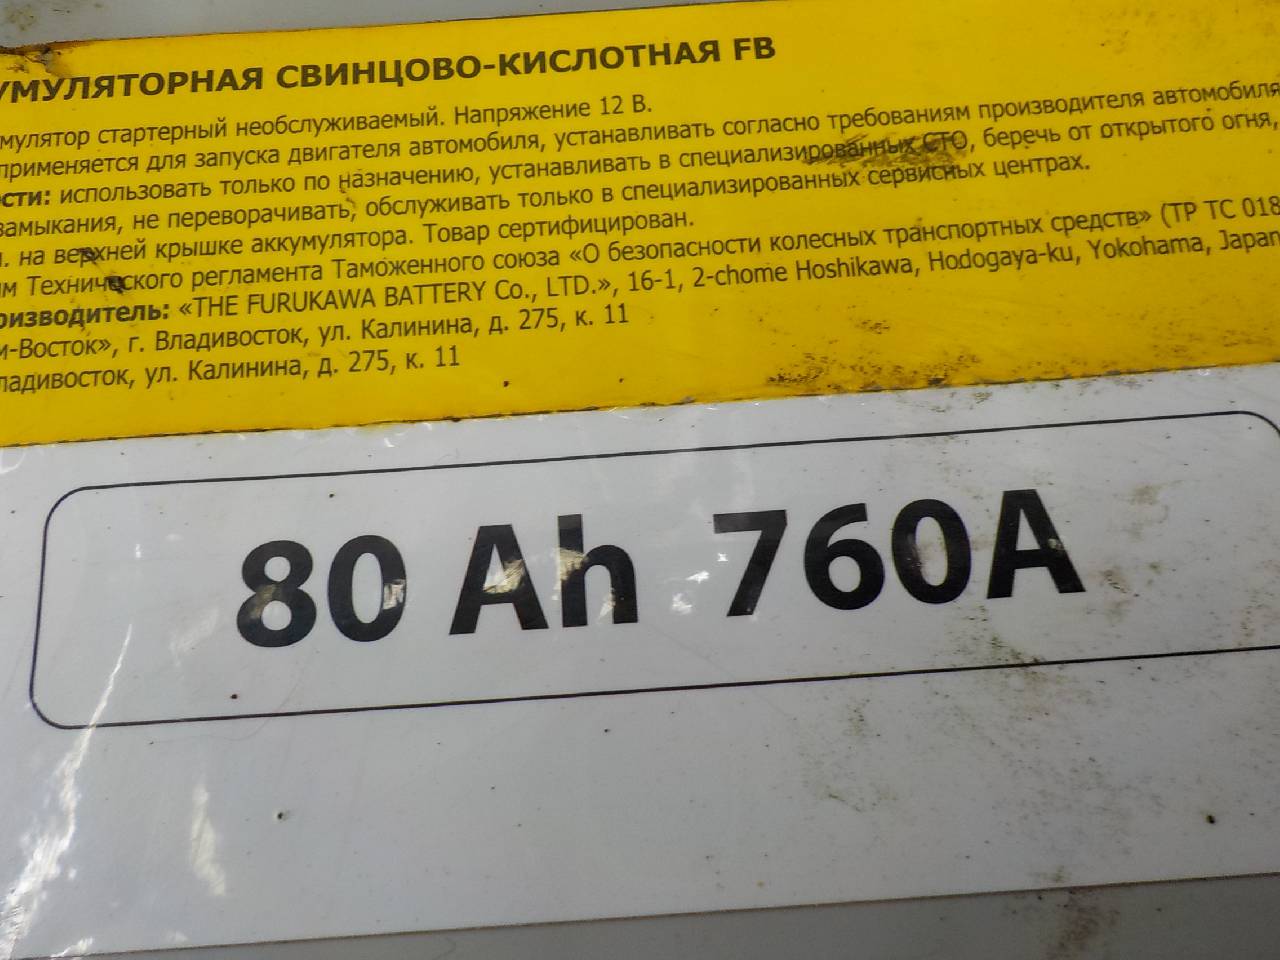 УМУЛЯТОРНАЯ СВИНЦОВО-КИСЛОТНАЯ FB
мулятор стартерный необслуживаемый. Напряжение 12 В.
применяется для запуска двигателя автомобиля, устанавливать согласно требованиям производителя автомобиля
ости: использовать только по назначению, устанавливать в специализированных СТО, беречь от открытого огня,
замыкания, не переворачивать, обслуживать только в специализированных сервисных центрах.
. на верхней крышке аккумулятора. Товар сертифицирован.
м Технического регламента Таможенного союза «О безопасности колесных транспортных средств» (ТР ТС 018
оизводитель: «THE FURUKAWA BATTERY Co., LTD.», 16-1, 2-chome Hoshikawa, Hodogaya-ku, Yokohama, Japan
и-Восток», г. Владивосток, ул. Калинина, д. 275, к. 11
ладивосток, ул. Калинина, д. 275, к. 11
80 Ah 760A